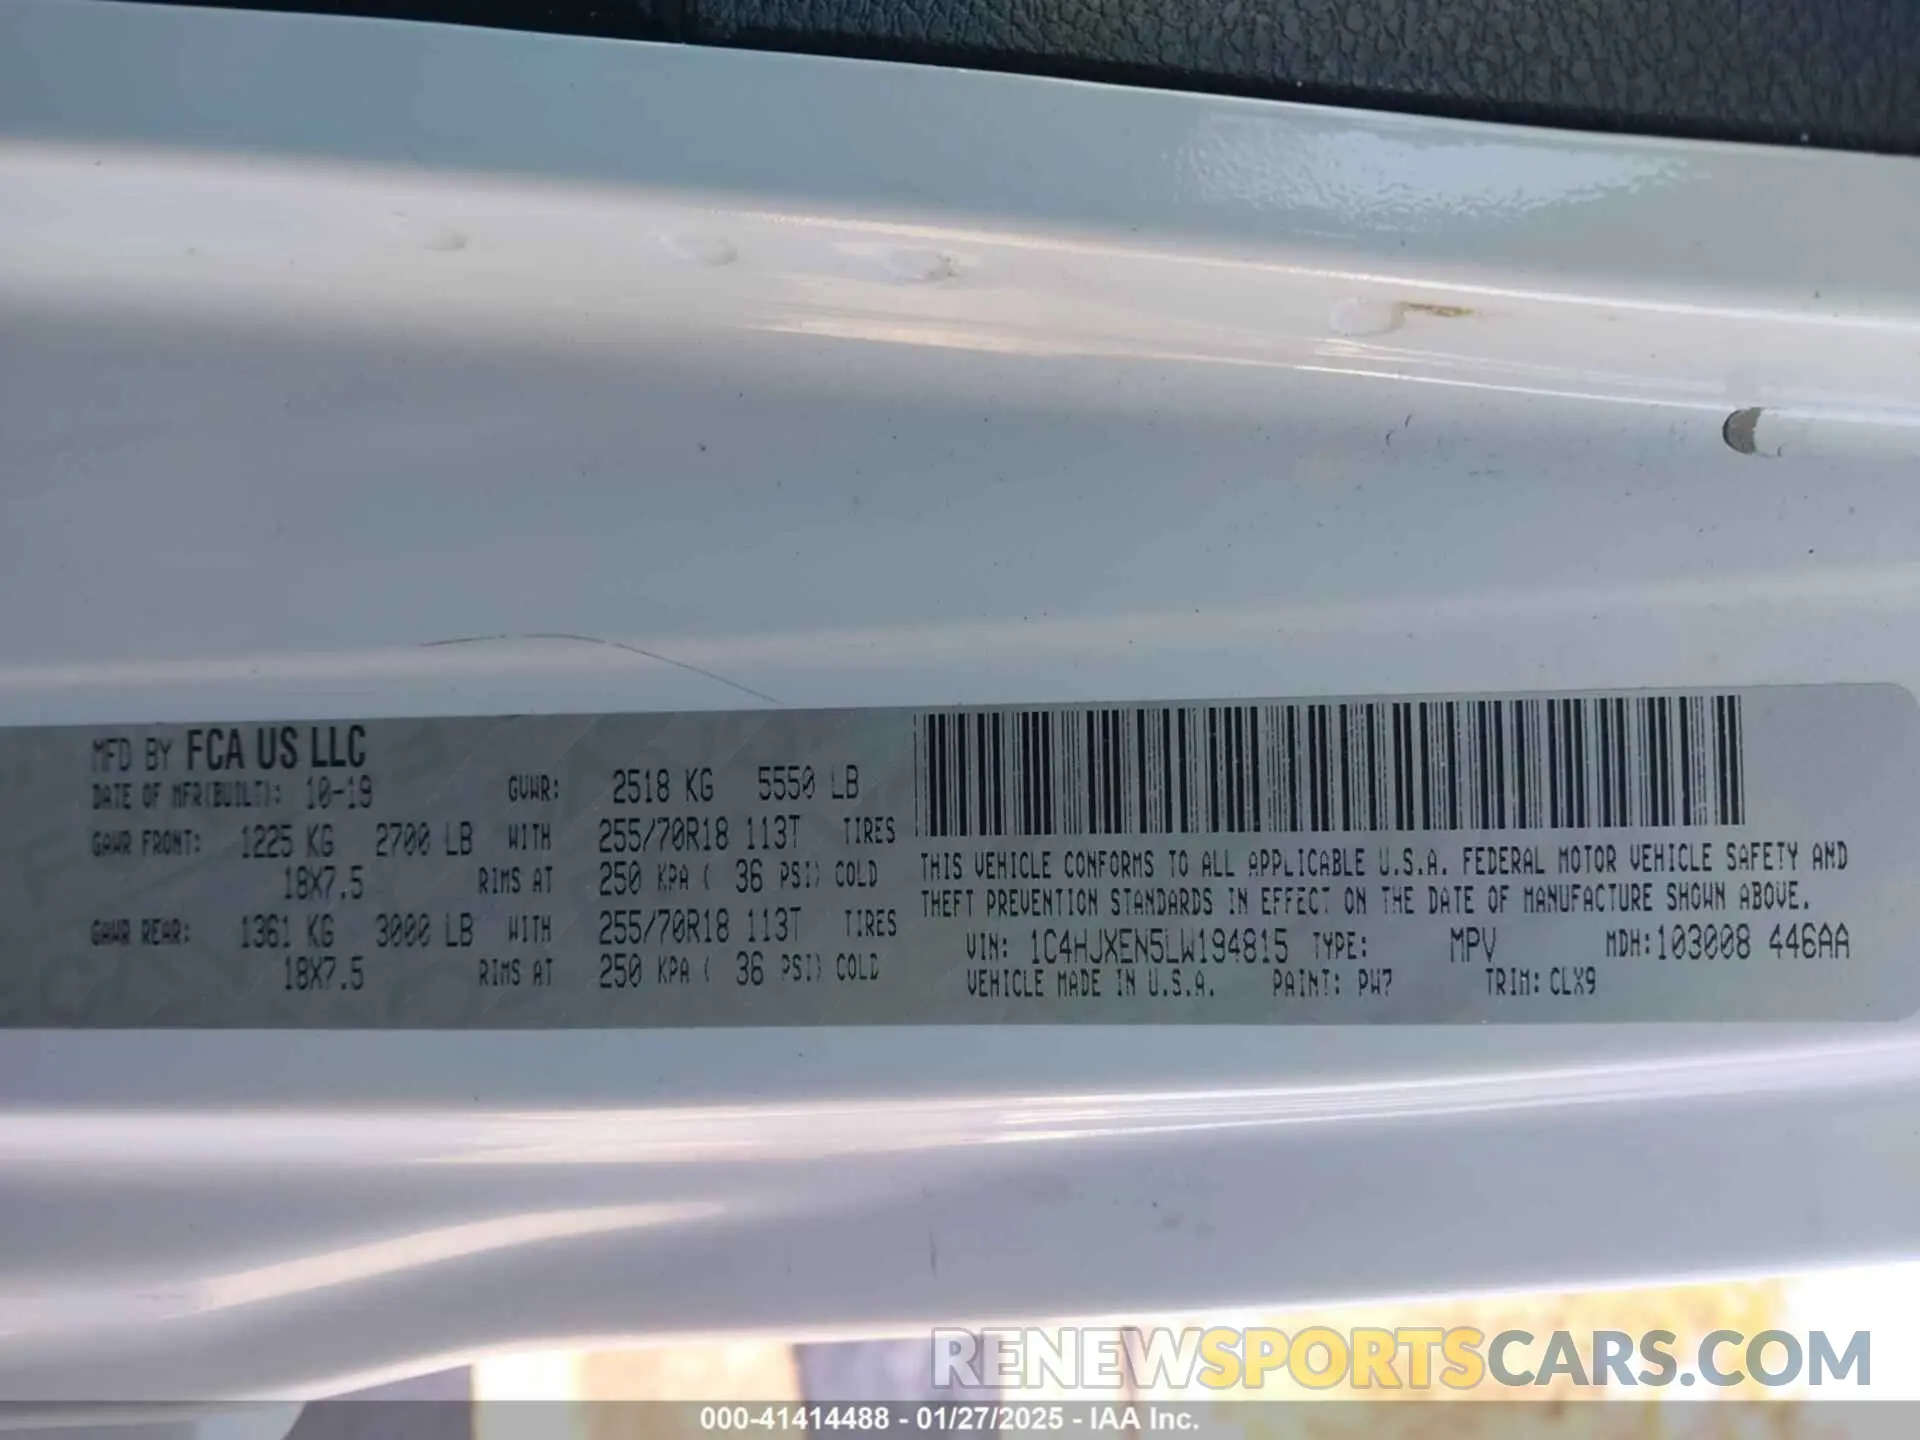 MFD BY FCA US LLC
DATE OF MFR(BUILT): 10-19 GVWR: 2518 KG 5550 LB
GAWR FRONT: 1225 KG 2700 LB WITH 255/70R18 113T TIRES
18X7.5 RIMS AT 250 KPA ( 36 PSI) COLD
GAWR REAR: 1361 KG 3000 LB WITH 255/70R18 113T TIRES
18X7.5 RIMS AT 250 KPA ( 36 PSI) COLD
THIS VEHICLE CONFORMS TO ALL APPLICABLE U.S.A. FEDERAL MOTOR VEHICLE SAFETY AND
THEFT PREVENTION STANDARDS IN EFFECT ON THE DATE OF MANUFACTURE SHOWN ABOVE.
VIN: 1C4HJXEN5LW194815 TYPE: MPV MDH:103008 446AA
VEHICLE MADE IN U.S.A. PAINT: PW7 TRIM: CLX9
RENEWSPORTSCARS.COM
000-41414488 - 01/27/2025 - IAA Inc.